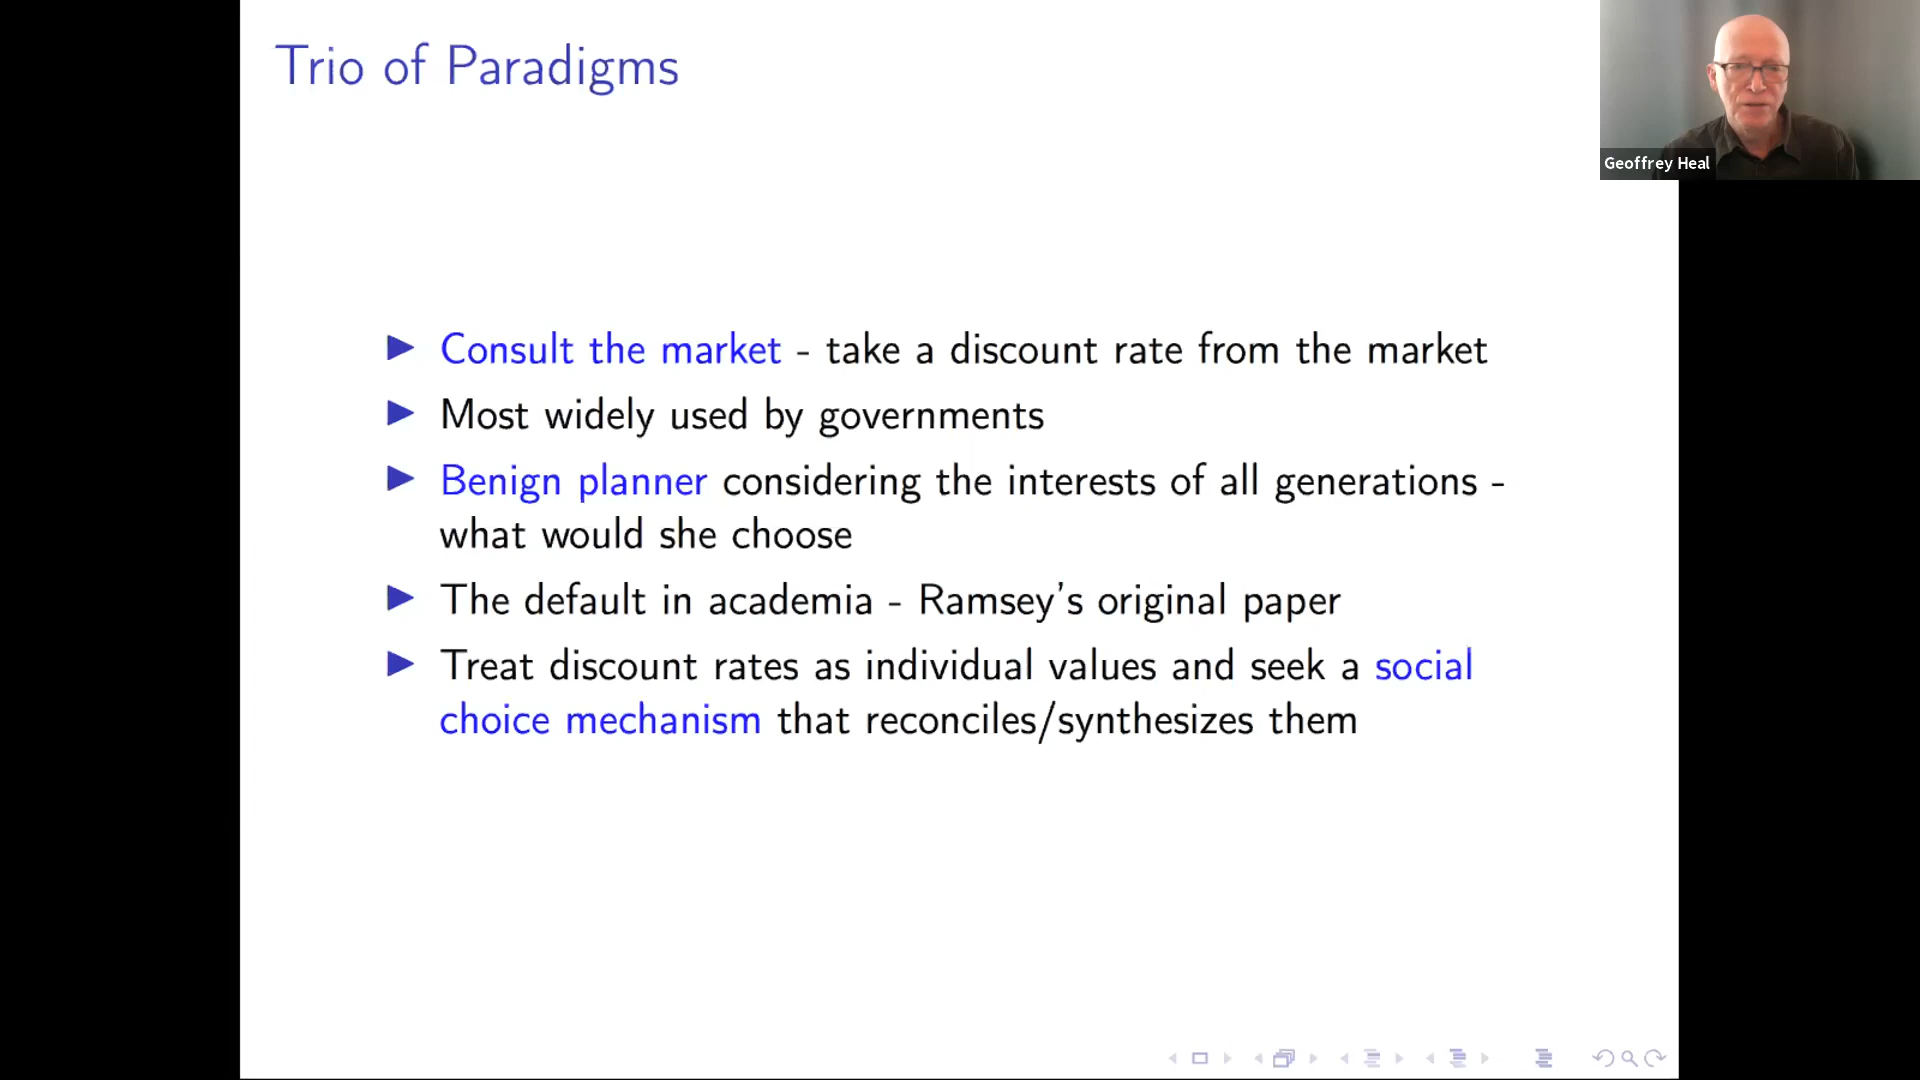 Trio of Paradigms
Geoffrey Heal
Consult the market - take a discount rate from the market
Most widely used by governments
Benign planner considering the interests of all generations -
what would she choose
The default in academia - Ramsey's original paper
Treat discount rates as individual values and seek a social
choice mechanism that reconciles/synthesizes them